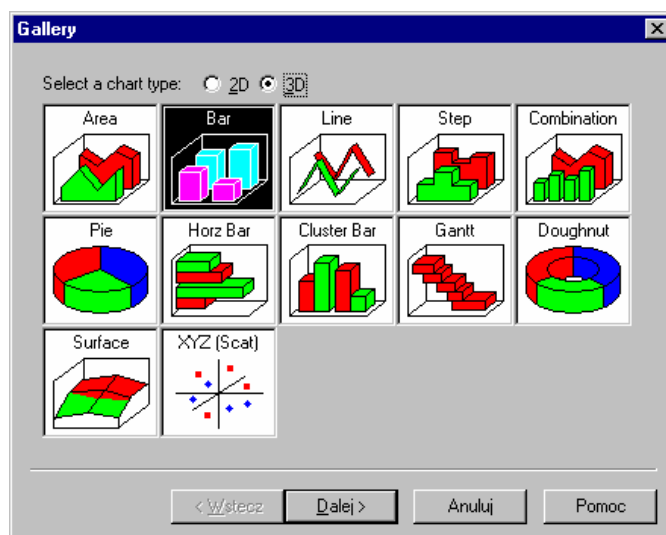 Gallery
Select a chart type: 2D 3D
Area Bar Line Step Combination
Pie Horz Bar Cluster Bar Gantt Doughnut
Surface XYZ (Scat)
< Wstecz Dalej > Anuluj Pomoc